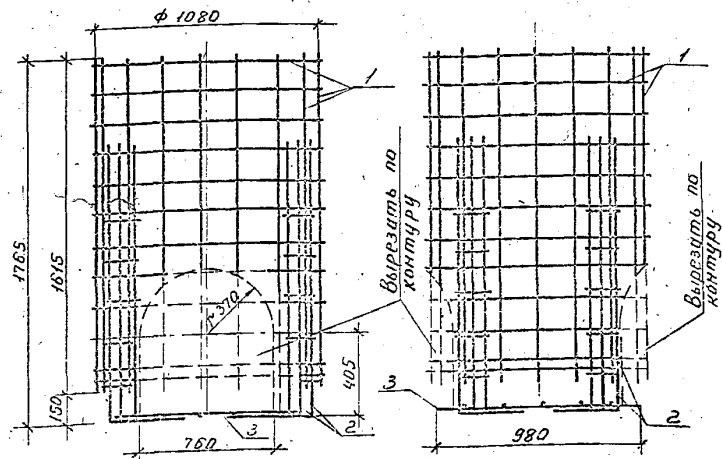 ф 1080
1
1
Вырезать по
контуру
Вырезать по
контуру
1765
1615
r~370
405
150
3
3
2
2
760
980